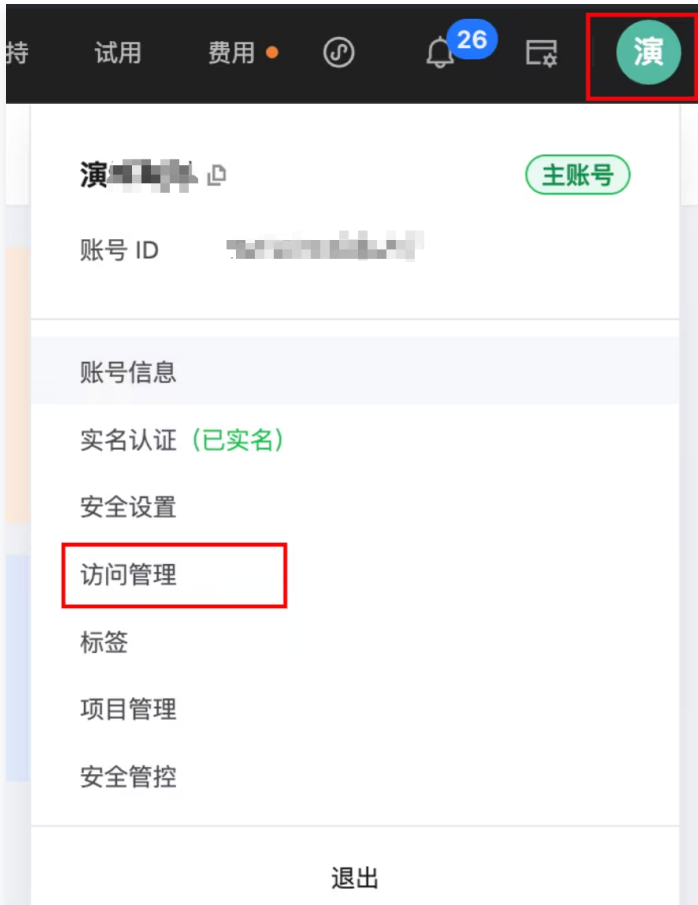 持 试用 费用 26 演
演 主账号
账号 ID
账号信息
实名认证（已实名）
安全设置
访问管理
标签
项目管理
安全管控
退出